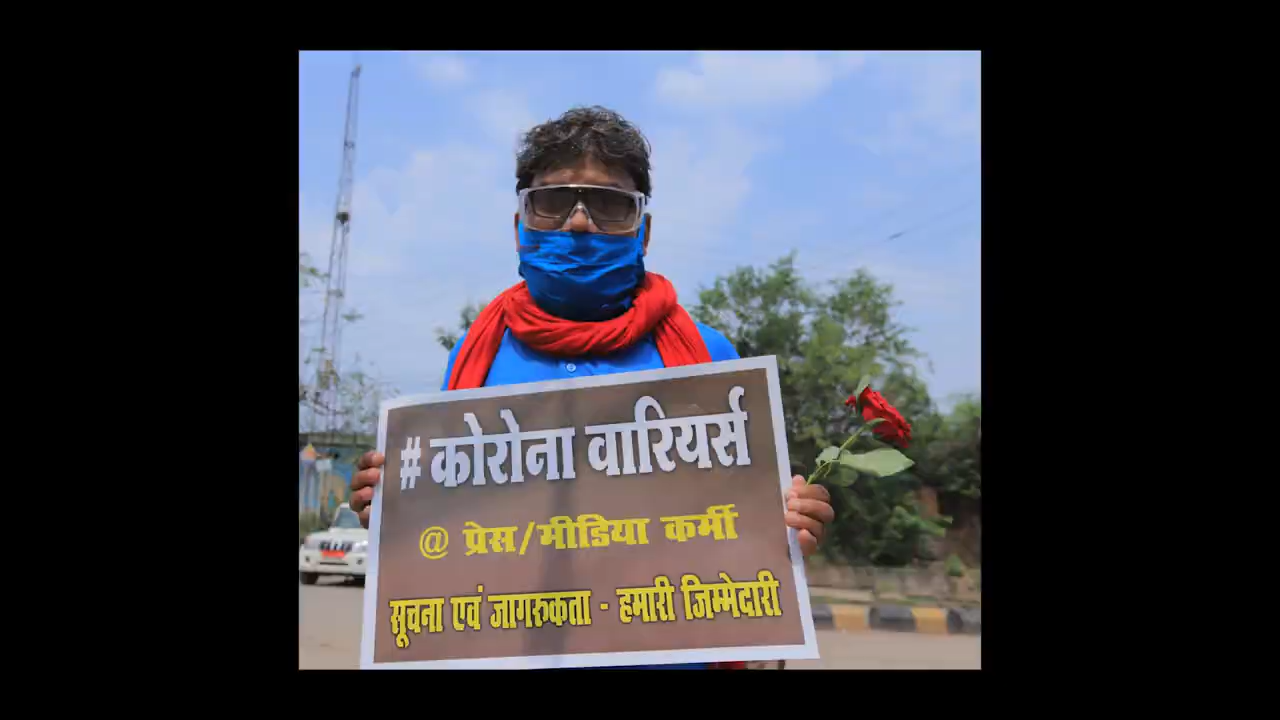 # कोरोना वारियर्स
@ प्रेस/मीडिया कर्मी
सूचना एवं जागरुकता - हमारी जिम्मेदारी